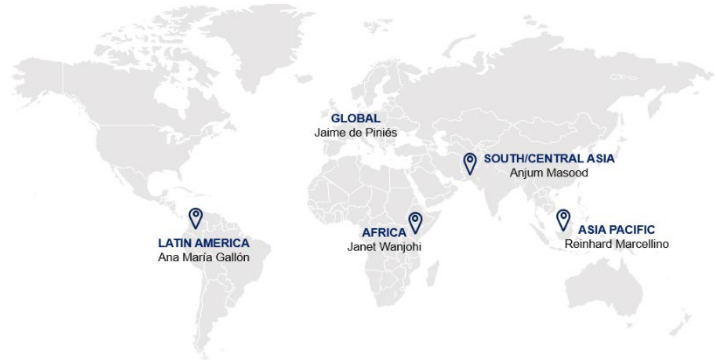 GLOBAL
Jaime de Piniés
SOUTH/CENTRAL ASIA
Anjum Masood
LATIN AMERICA
Ana María Gallón
AFRICA
Janet Wanjohi
ASIA PACIFIC
Reinhard Marcellino